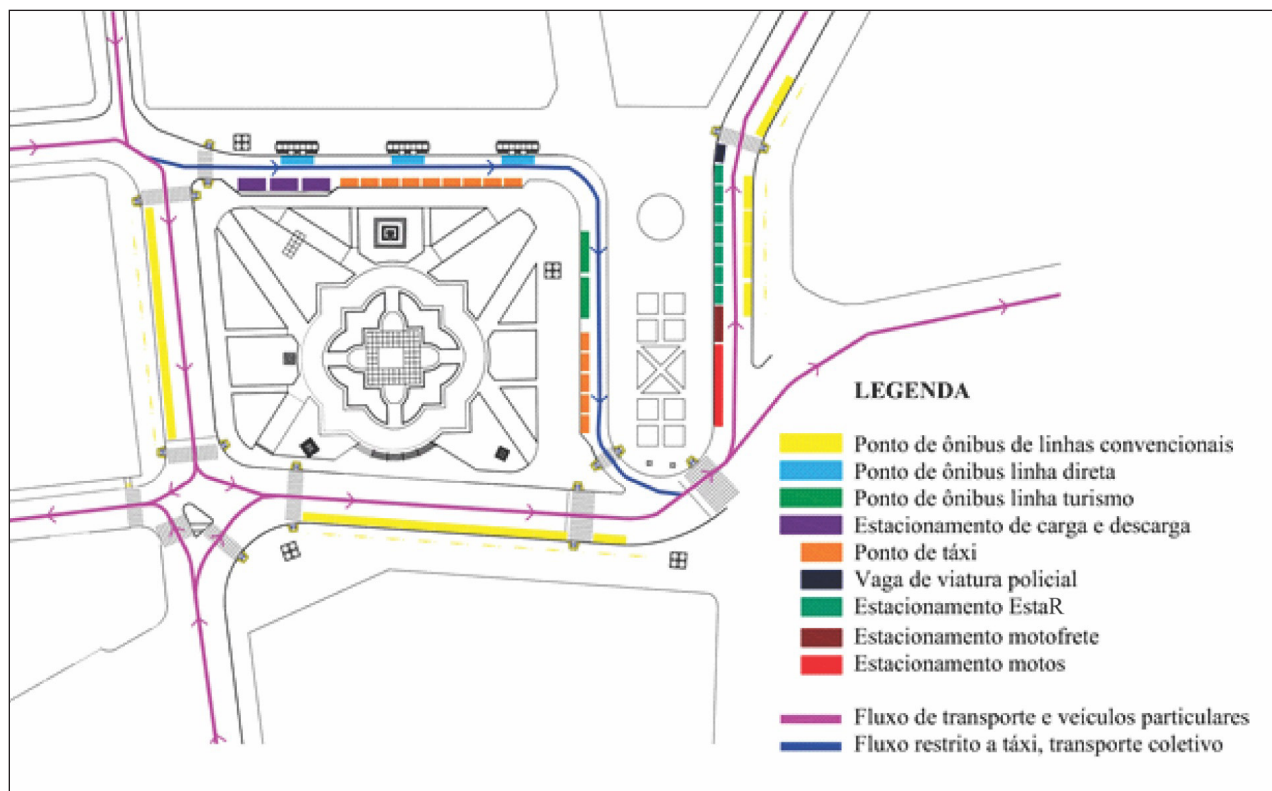 LEGENDA
Ponto de ônibus de linhas convencionais
Ponto de ônibus linha direta
Ponto de ônibus linha turismo
Estacionamento de carga e descarga
Ponto de táxi
Vaga de viatura policial
Estacionamento EstaR
Estacionamento motofrete
Estacionamento motos
Fluxo de transporte e veículos particulares
Fluxo restrito a táxi, transporte coletivo